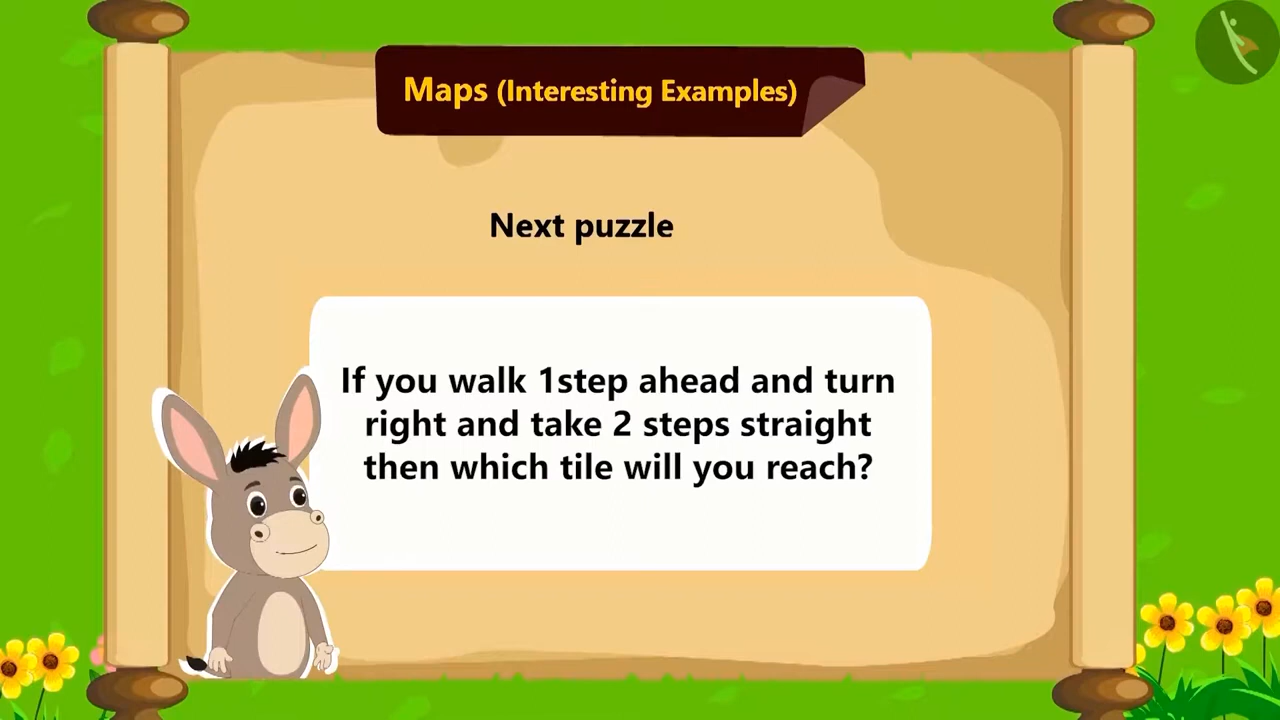 Maps (Interesting Examples)
Next puzzle
If you walk 1step ahead and turn
right and take 2 steps straight
then which tile will you reach?